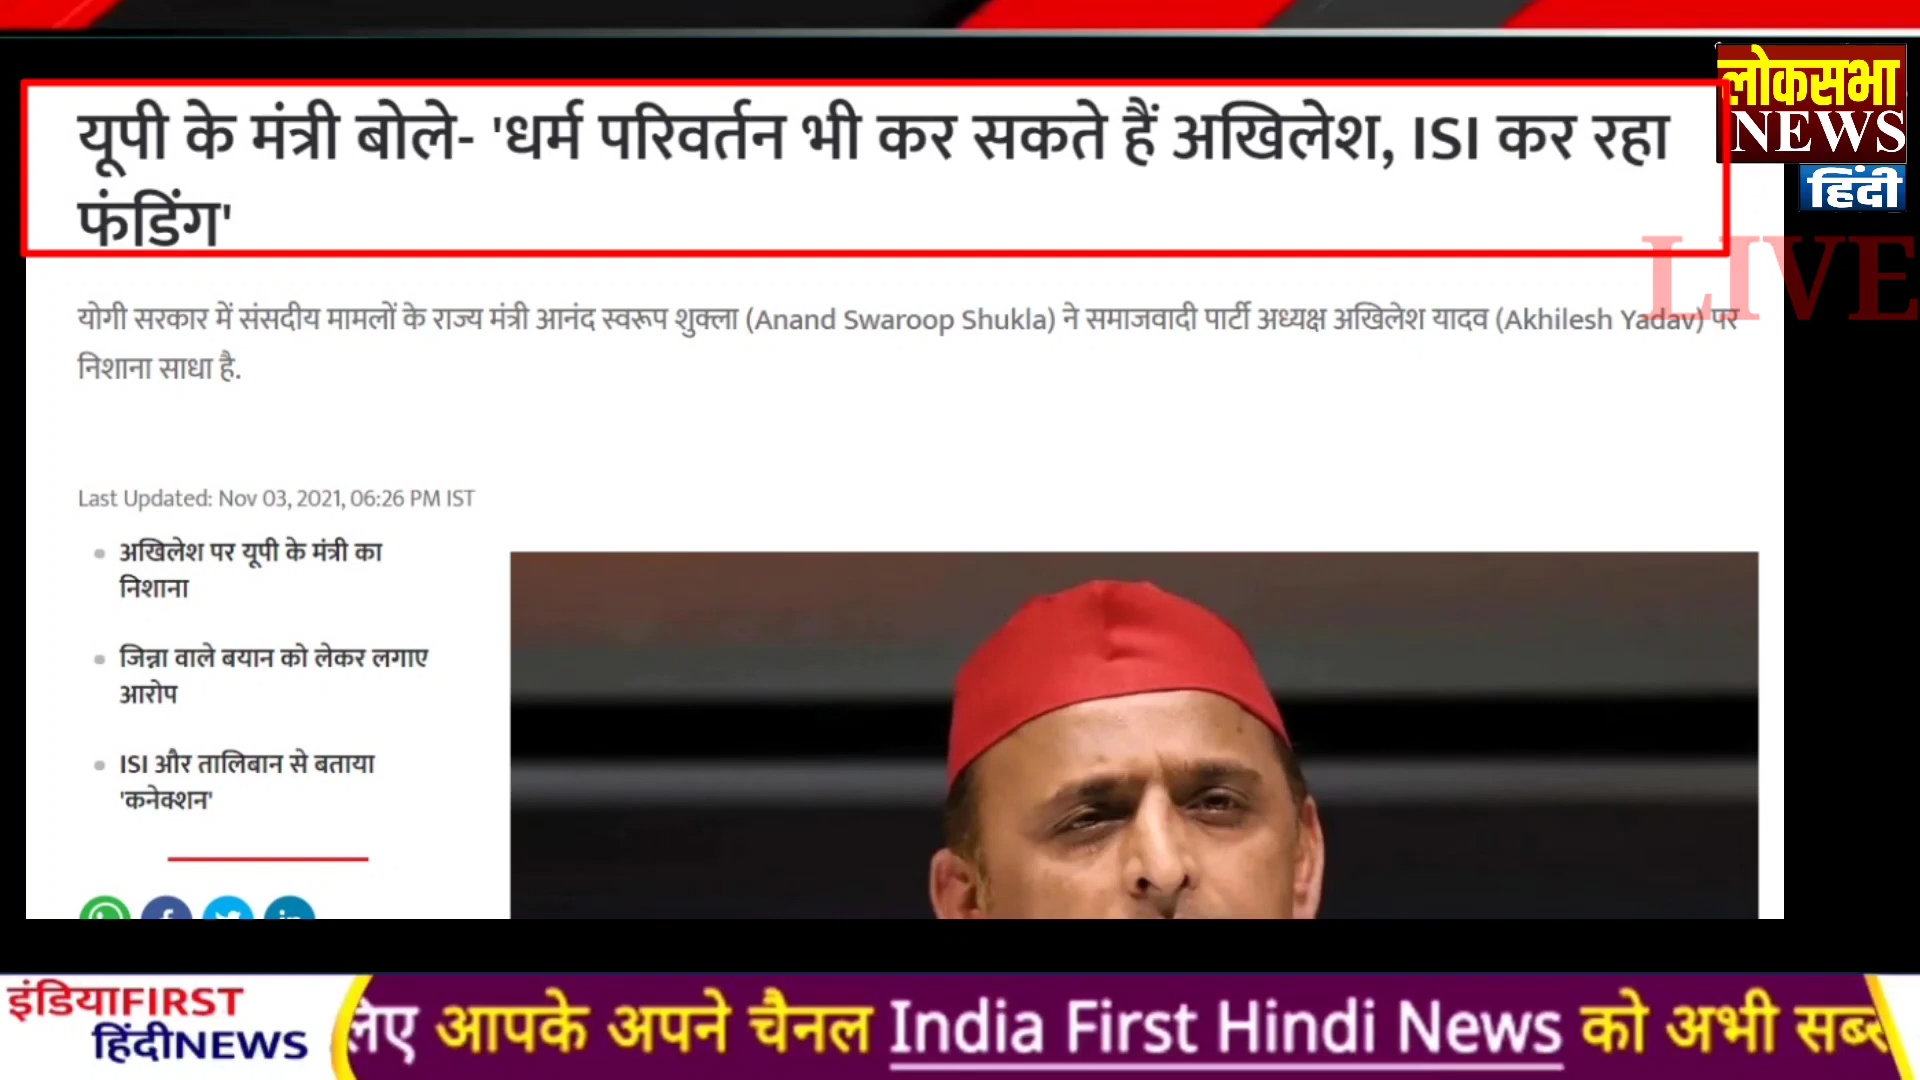 लोकसभा
NEWS
हिंदी
LIVE
यूपी के मंत्री बोले- 'धर्म परिवर्तन भी कर सकते हैं अखिलेश, ISI कर रहा
फंडिंग'
योगी सरकार में संसदीय मामलों के राज्य मंत्री आनंद स्वरूप शुक्ला (Anand Swaroop Shukla) ने समाजवादी पार्टी अध्यक्ष अखिलेश यादव (Akhilesh Yadav) पर
निशाना साधा है.
Last Updated: Nov 03, 2021, 06:26 PM IST
अखिलेश पर यूपी के मंत्री का
निशाना
जिन्ना वाले बयान को लेकर लगाए
आरोप
ISI और तालिबान से बताया
'कनेक्शन'
इंडियाFIRST
हिंदीNEWS
आपके अपने चैनल India First Hindi News को अभी